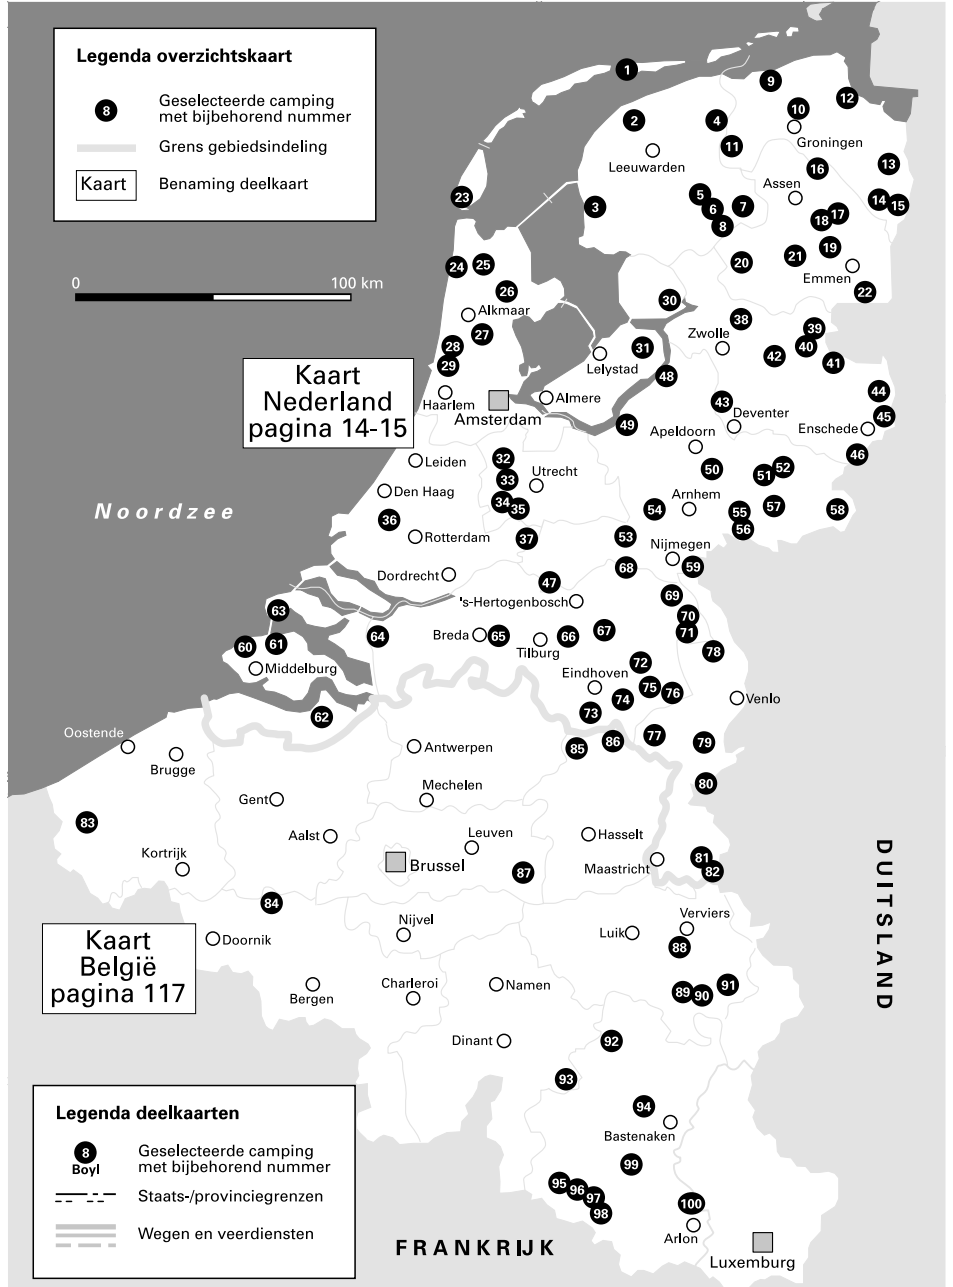 Legenda overzichtskaart
8
Geselecteerde camping
met bijbehorend nummer
Grens gebiedsindeling
Kaart
Benaming deelkaart
0
100 km
1
9
12
10
2
4
Groningen
11
Leeuwarden
13
16
Assen
5
23
3
6
7
14
15
17
18
8
19
21
20
24
25
Emmen
26
22
30
Alkmaar
38
39
27
Zwolle
28
31
40
42
29
Lelystad
41
48
Kaart
Nederland
pagina 14-15
44
Haarlem
Almere
43
Amsterdam
Deventer
45
49
Enschede
Apeldoorn
46
Leiden
32
50
52
Utrecht
51
33
Den Haag
Arnhem
34
35
54
55
57
58
Noordzee
36
56
Rotterdam
37
53
Nijmegen
68
59
Dordrecht
47
69
's-Hertogenbosch
63
70
67
71
64
Breda
65
66
60
61
Tilburg
78
72
Middelburg
Eindhoven
75
76
74
Venlo
73
62
Oostende
77
86
79
85
Antwerpen
Brugge
80
Mechelen
Gent
83
Aalst
Leuven
Hasselt
Kortrijk
81
Brussel
Maastricht
87
82
DUITSLAND
84
Verviers
Nijvel
Luik
Doornik
88
Kaart
België
pagina 117
Charleroi
Namen
91
89
90
Bergen
Dinant
92
93
Legenda deelkaarten
94
Bastenaken
8
Boyl
Geselecteerde camping
met bijbehorend nummer
99
95
96
Staats-/provinciegrenzen
97
100
98
Wegen en veerdiensten
Arlon
FRANKRIJK
Luxemburg